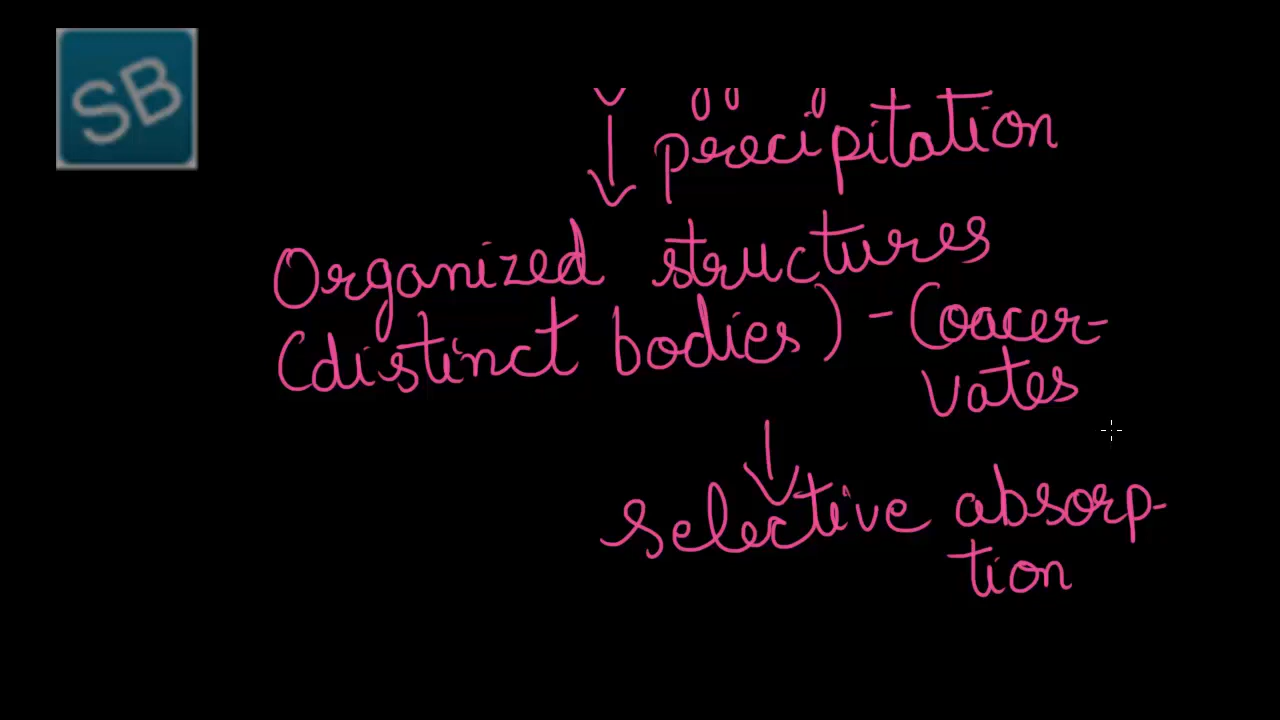 SB
precipitation
Organized structures
(distinct bodies) - Coacer-
vates
selective absorp-
tion